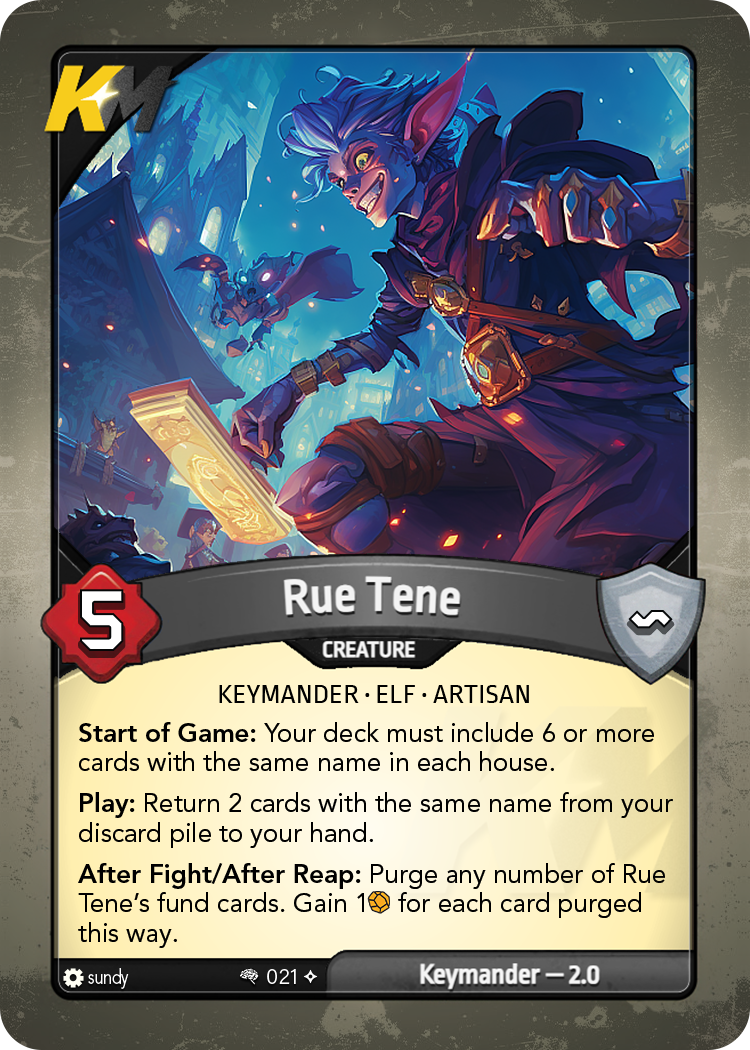 KM
Rue Tene
5
CREATURE
KEYMANDER · ELF · ARTISAN
Start of Game: Your deck must include 6 or more
cards with the same name in each house.
Play: Return 2 cards with the same name from your
discard pile to your hand.
After Fight/After Reap: Purge any number of Rue
Tene’s fund cards. Gain 1 for each card purged
this way.
sundy
021
Keymander — 2.0